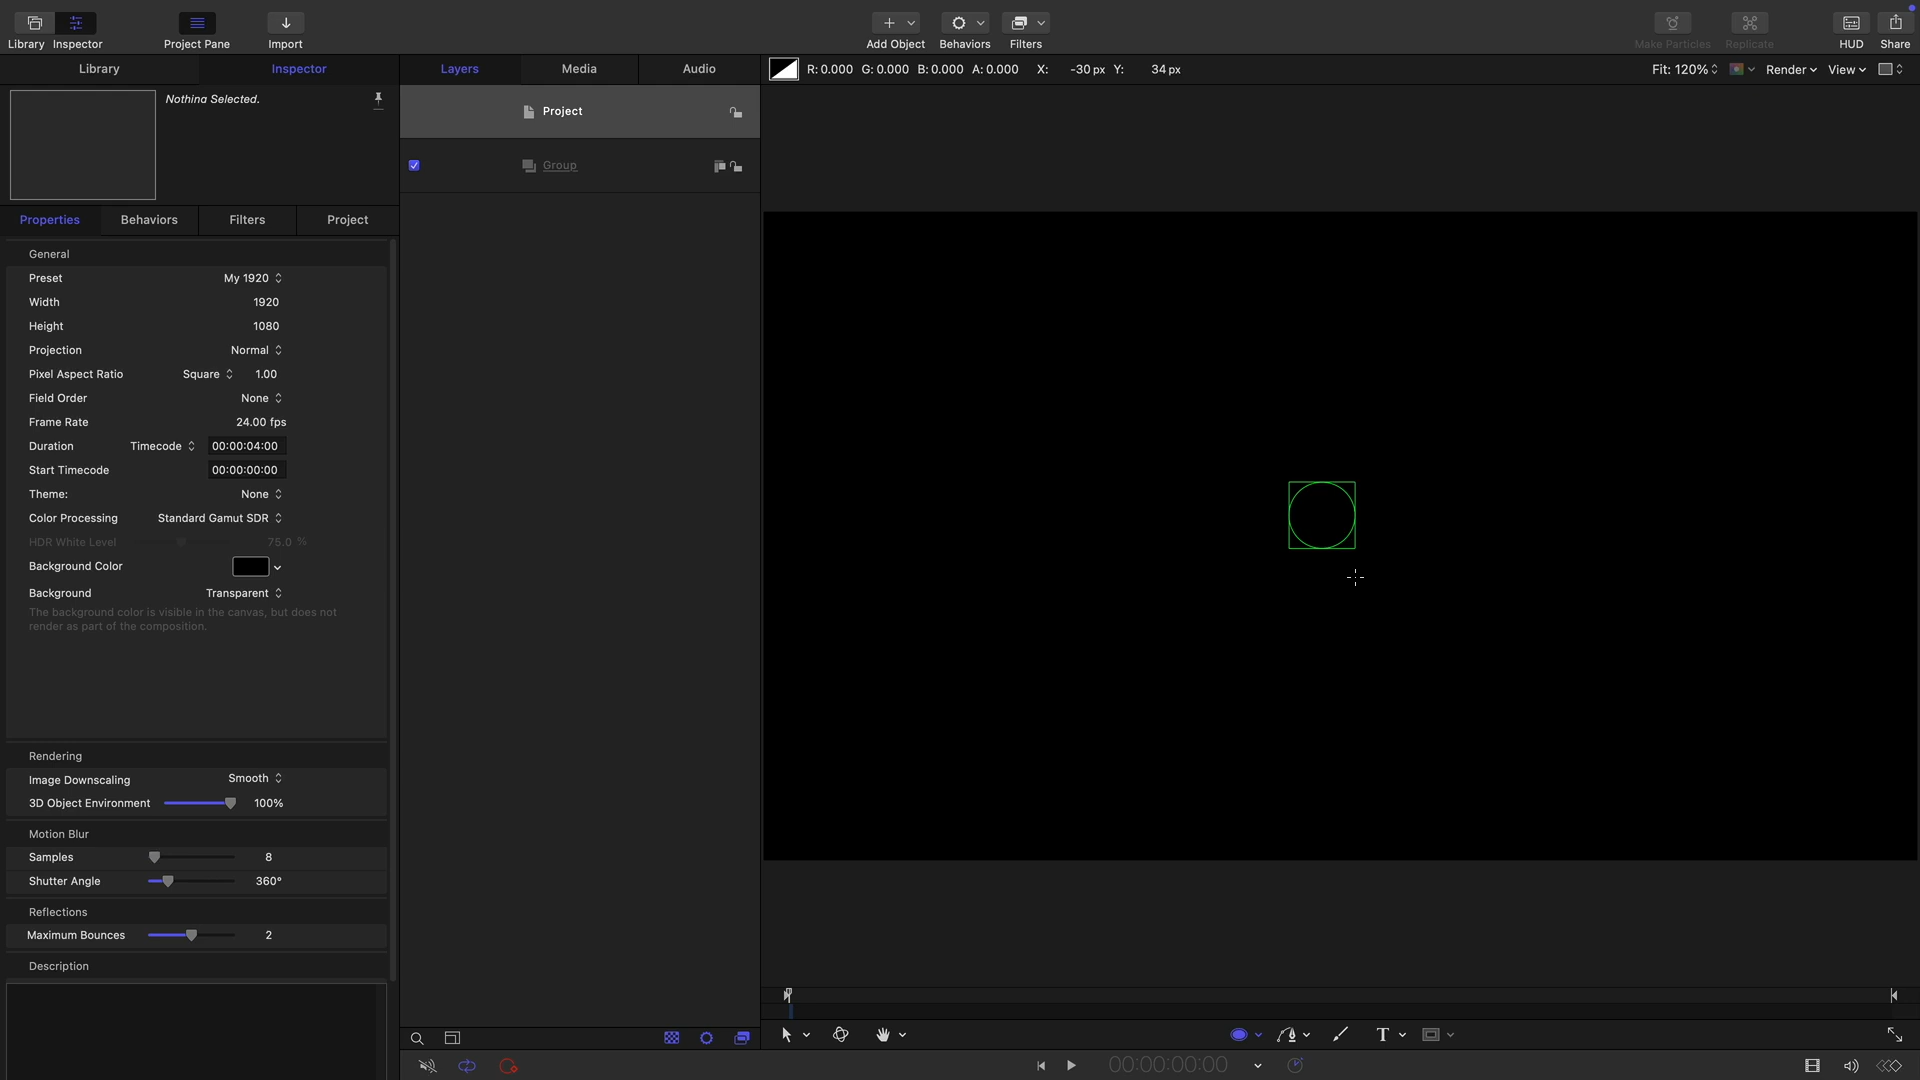 Library Inspector Project Pane Import Add Object Behaviors Filters Make Particles Replicate HUD Share
Library Inspector Layers Media Audio R: 0.000 G: 0.000 B: 0.000 A: 0.000 X: -30 px Y: 34 px Fit: 120% Render View
Nothing Selected.
Project
Group
Properties Behaviors Filters Project
General
Preset My 1920
Width 1920
Height 1080
Projection Normal
Pixel Aspect Ratio Square 1.00
Field Order None
Frame Rate 24.00 fps
Duration Timecode 00:00:04:00
Start Timecode 00:00:00:00
Theme: None
Color Processing Standard Gamut SDR
HDR White Level 75.0 %
Background Color
Background Transparent
The background color is visible in the canvas, but does not
render as part of the composition.
Rendering
Image Downscaling Smooth
3D Object Environment 100%
Motion Blur
Samples 8
Shutter Angle 360°
Reflections
Maximum Bounces 2
Description
T
00:00:00:00